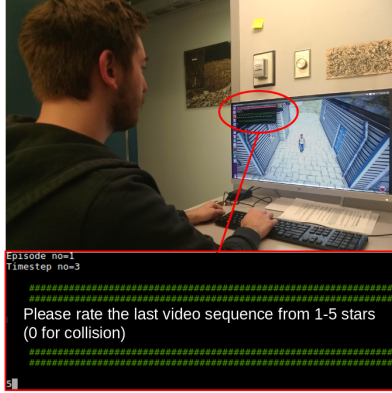 Episode no=1
Timestep no=3
##########################################################
##########################################################
Please rate the last video sequence from 1-5 stars
(0 for collision)
##########################################################
##########################################################
5